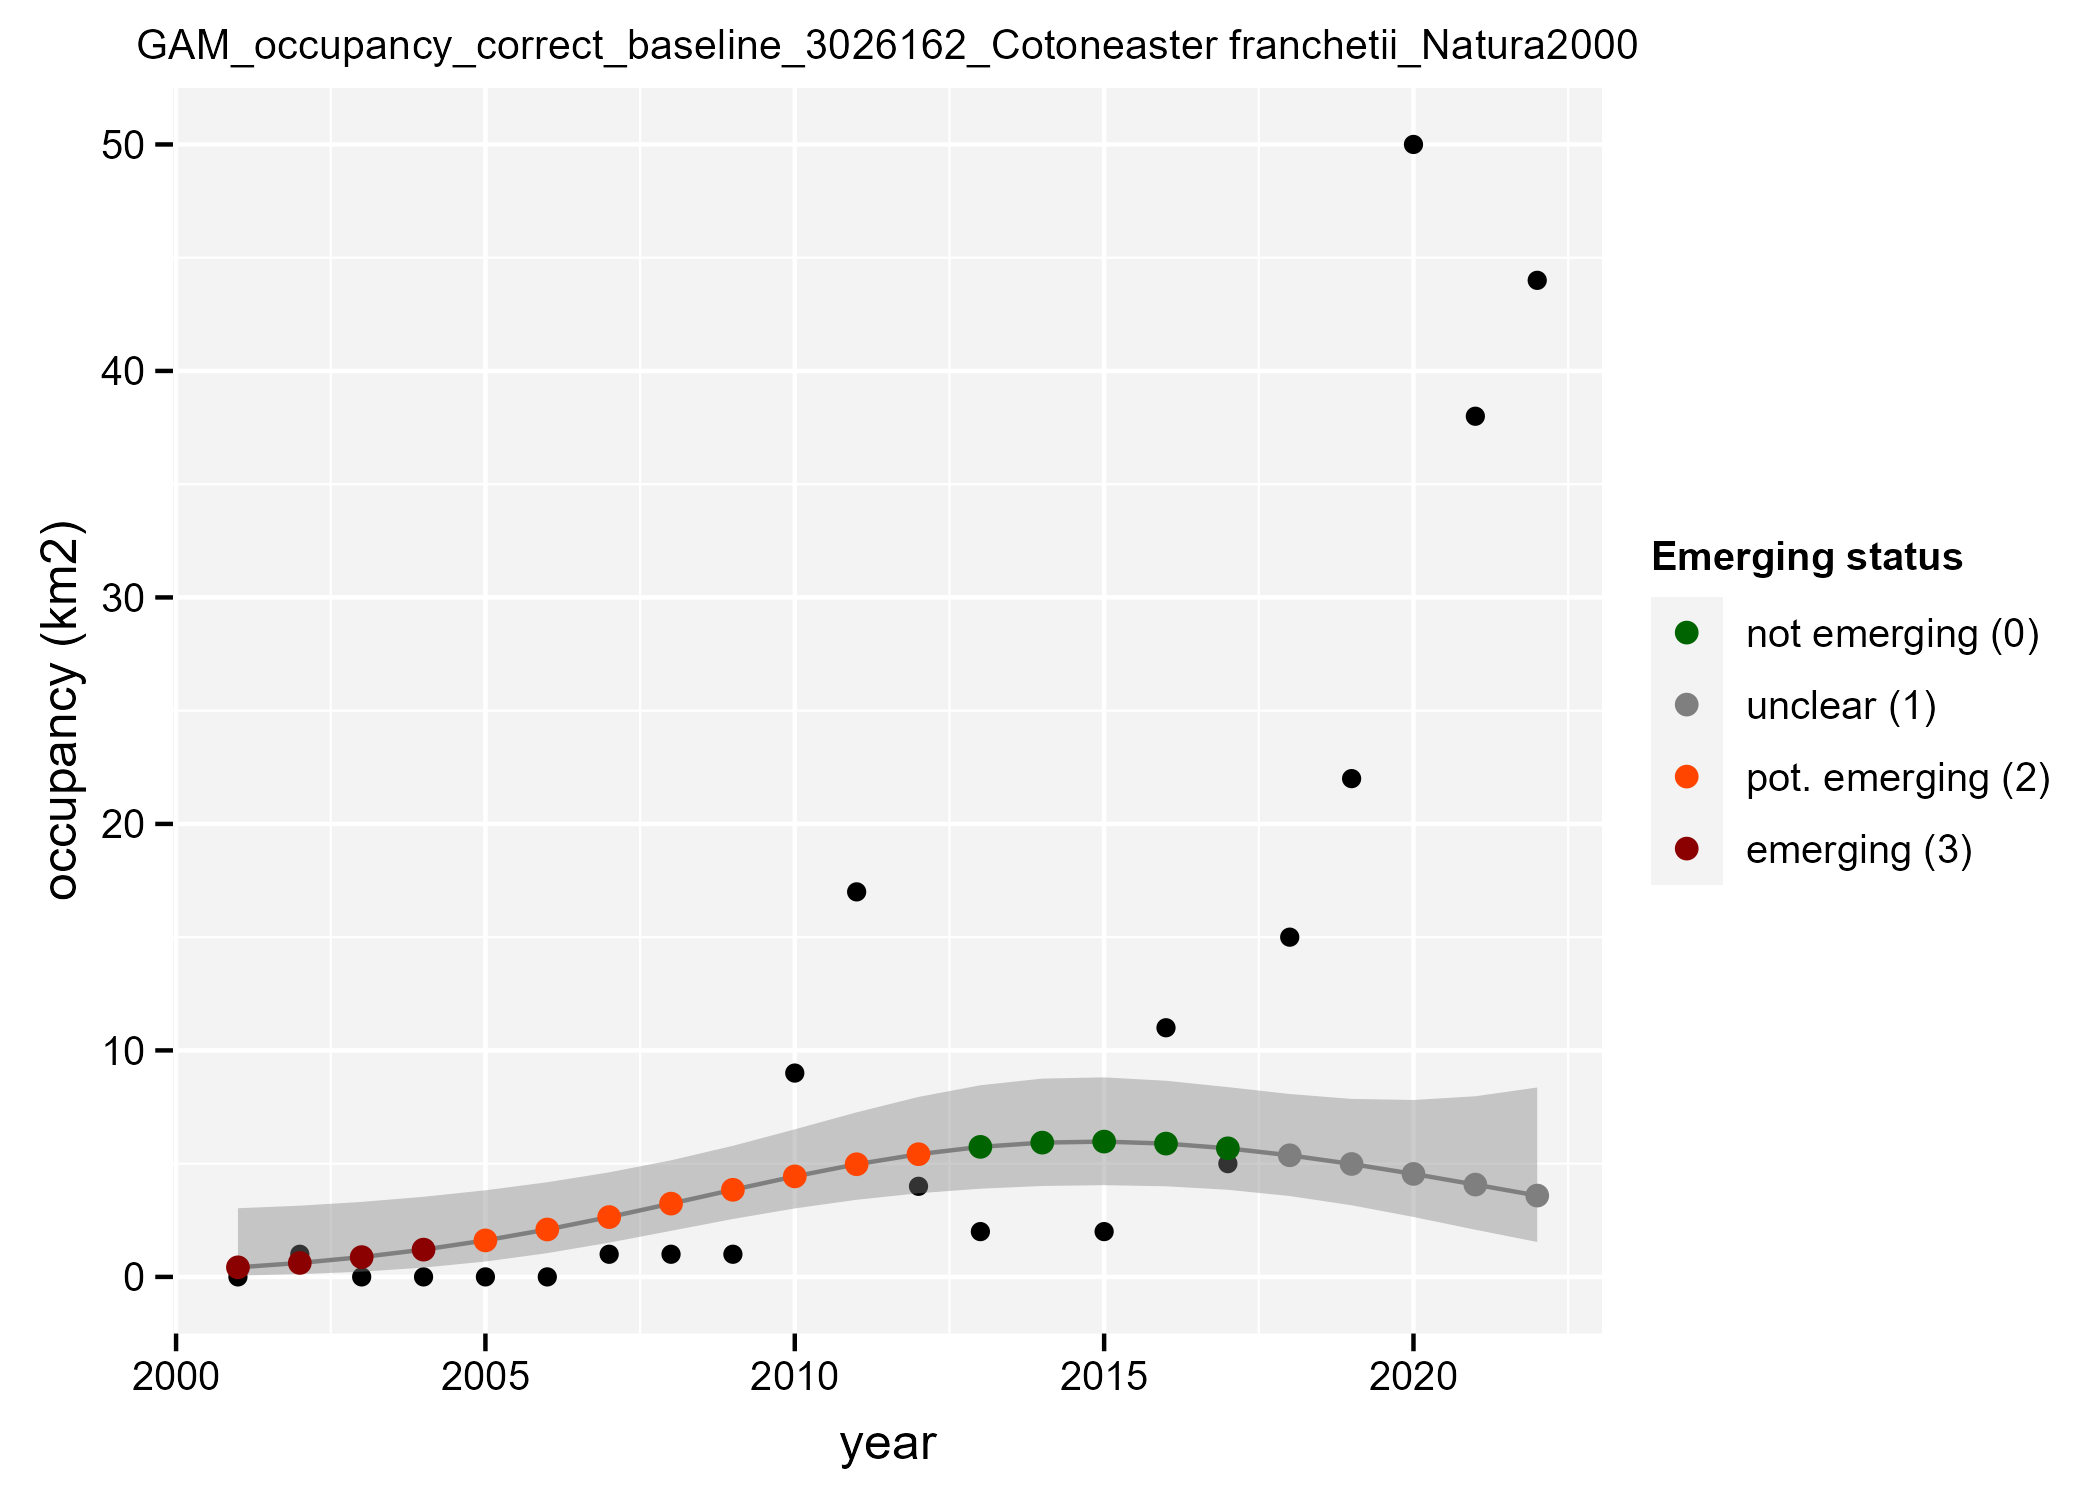 GAM_occupancy_correct_baseline_3026162_Cotoneaster franchetii_Natura2000
50
40
30
20
10
0
occupancy (km2)
2000 2005 2010 2015 2020
year
Emerging status
not emerging (0)
unclear (1)
pot. emerging (2)
emerging (3)